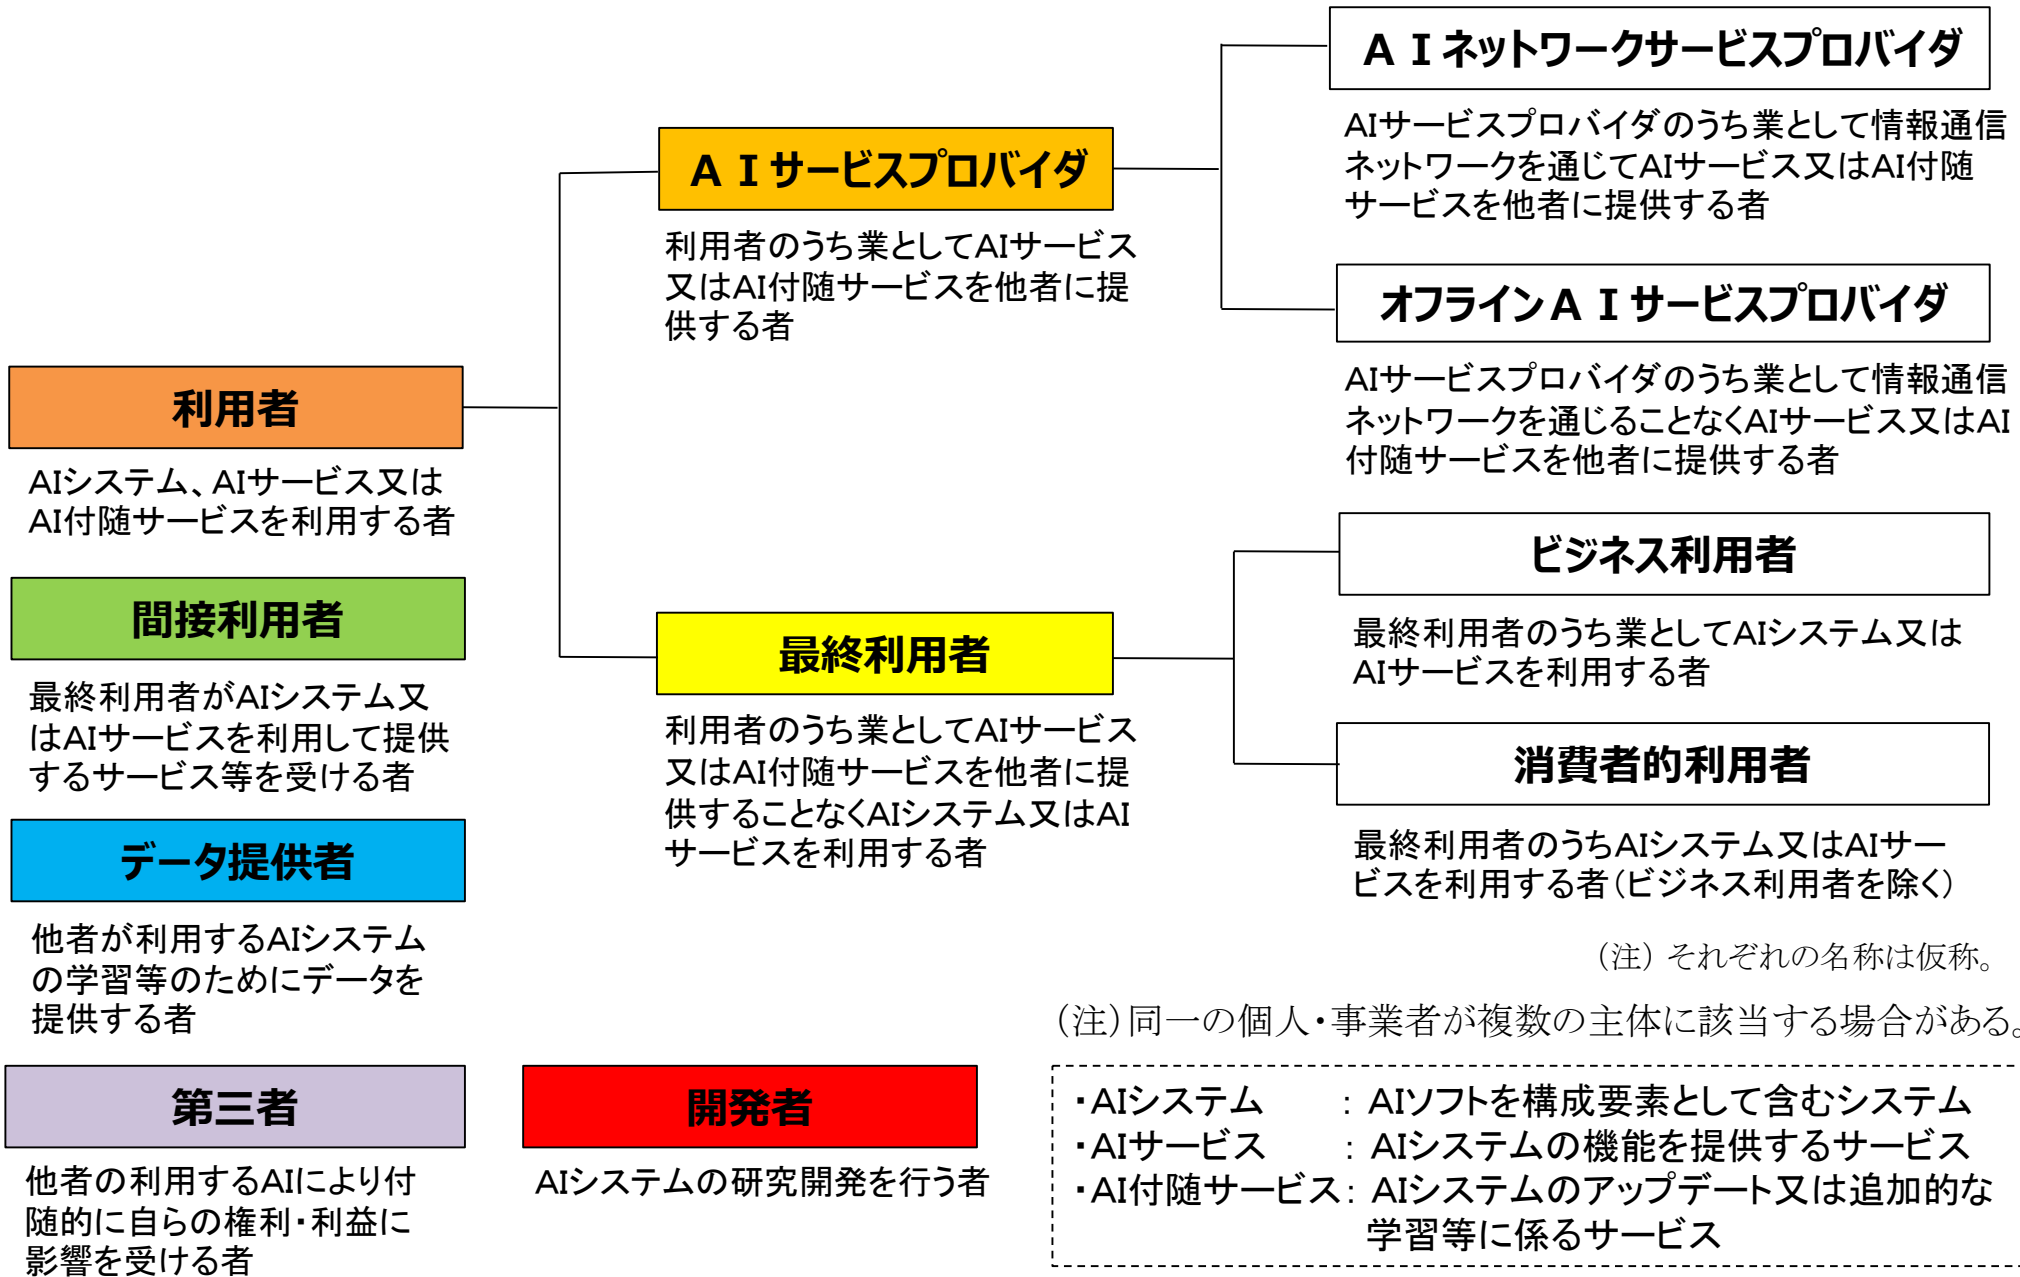 利用者
AIシステム、AIサービス又は
AI付随サービスを利用する者
間接利用者
最終利用者がAIシステム又
はAIサービスを利用して提供
するサービス等を受ける者
データ提供者
他者が利用するAIシステム
の学習等のためにデータを
提供する者
第三者
他者の利用するAIにより付
随的に自らの権利・利益に
影響を受ける者
開発者
AIシステムの研究開発を行う者
ＡＩサービスプロバイダ
利用者のうち業としてAIサービス
又はAI付随サービスを他者に提
供する者
最終利用者
利用者のうち業としてAIサービス
又はAI付随サービスを他者に提
供することなくAIシステム又はAI
サービスを利用する者
ＡＩネットワークサービスプロバイダ
AIサービスプロバイダのうち業として情報通信
ネットワークを通じてAIサービス又はAI付随
サービスを他者に提供する者
オフラインＡＩサービスプロバイダ
AIサービスプロバイダのうち業として情報通信
ネットワークを通じることなくAIサービス又はAI
付随サービスを他者に提供する者
ビジネス利用者
最終利用者のうち業としてAIシステム又は
AIサービスを利用する者
消費者的利用者
最終利用者のうちAIシステム又はAIサー
ビスを利用する者（ビジネス利用者を除く）
（注）それぞれの名称は仮称。
（注）同一の個人・事業者が複数の主体に該当する場合がある。
・AIシステム　　：AIソフトを構成要素として含むシステム
・AIサービス　　：AIシステムの機能を提供するサービス
・AI付随サービス：AIシステムのアップデート又は追加的な
学習等に係るサービス